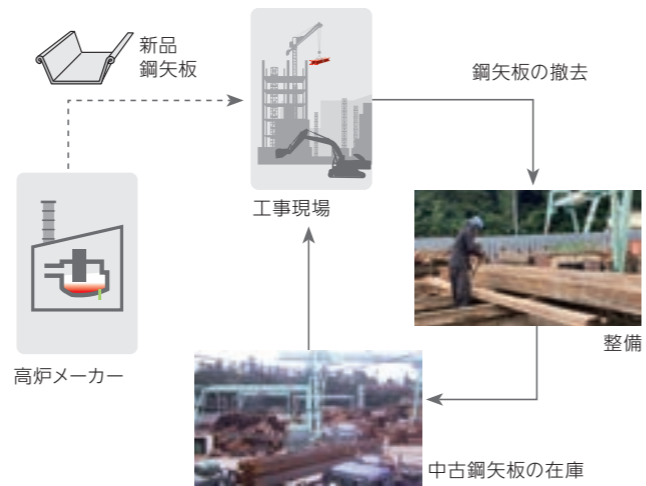 新品
鋼矢板
鋼矢板の撤去
工事現場
整備
高炉メーカー
中古鋼矢板の在庫